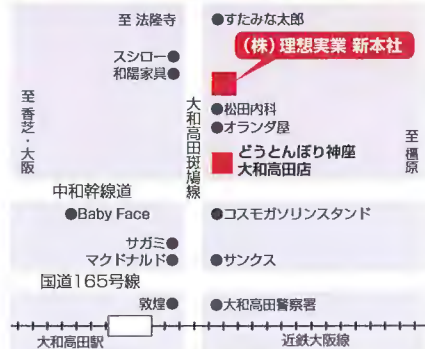 至 法隆寺
すたみな太郎
(株)理想実業 新本社
スシロー
和陽家具
至 香芝・大阪
大和高田斑鳩線
松田内科
オランダ屋
どうとんぼり神座
大和高田店
至 橿原
中和幹線道
Baby Face
コスモガソリンスタンド
サガミ
マクドナルド
サンクス
国道165号線
敦煌
大和高田警察署
大和高田駅
近鉄大阪線